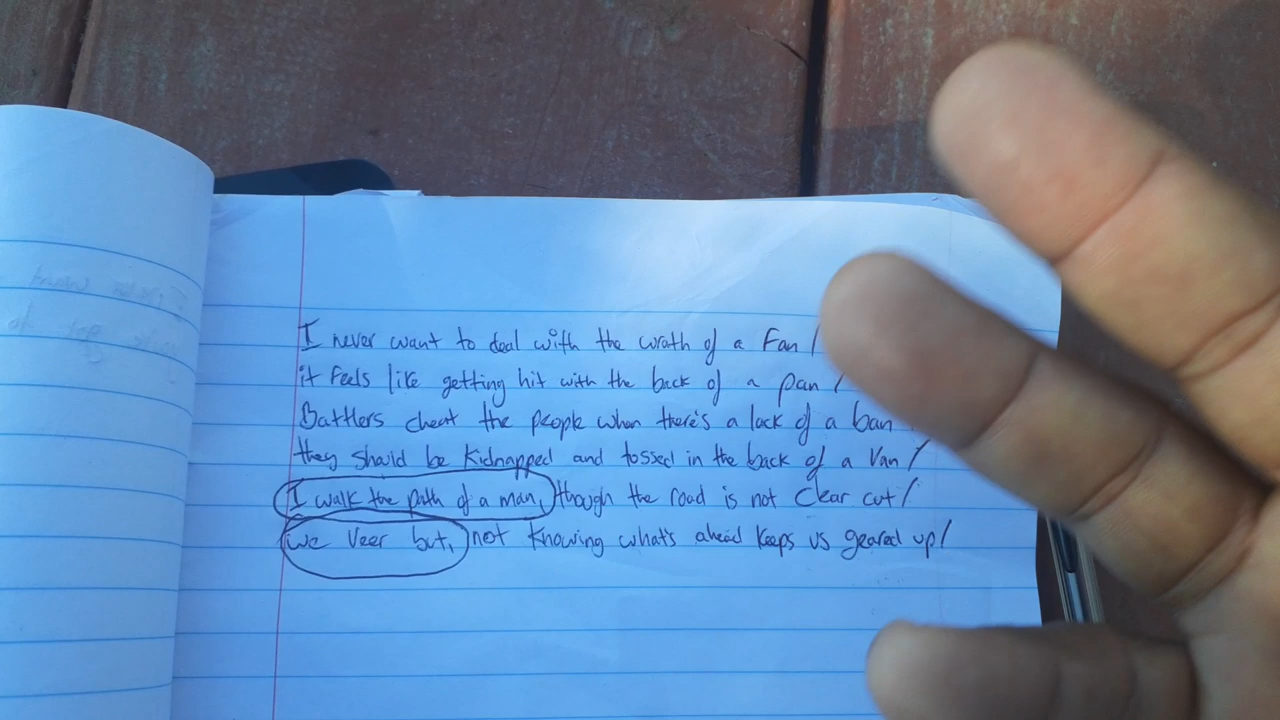 I never want to deal with the wrath of a Fan/
it feels like getting hit with the back of a pan/
Battlers cheat the people when there's a lack of a ban
they should be kidnapped and tossed in the back of a van/
I walk the path of a man, though the road is not clear cut/
we veer but, not knowing what's ahead keeps us geared up/